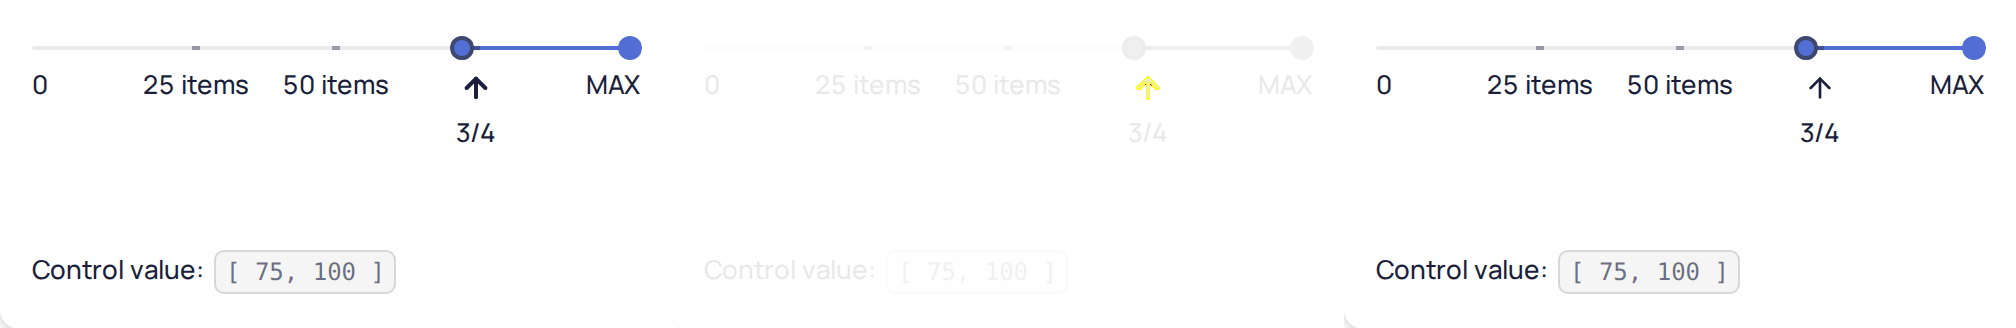 0 25 items 50 items ↑ MAX 0 25 items 50 items ↑ MAX 0 25 items 50 items ↑ MAX
3/4 3/4 3/4
Control value: [ 75, 100 ] Control value: [ 75, 100 ] Control value: [ 75, 100 ]